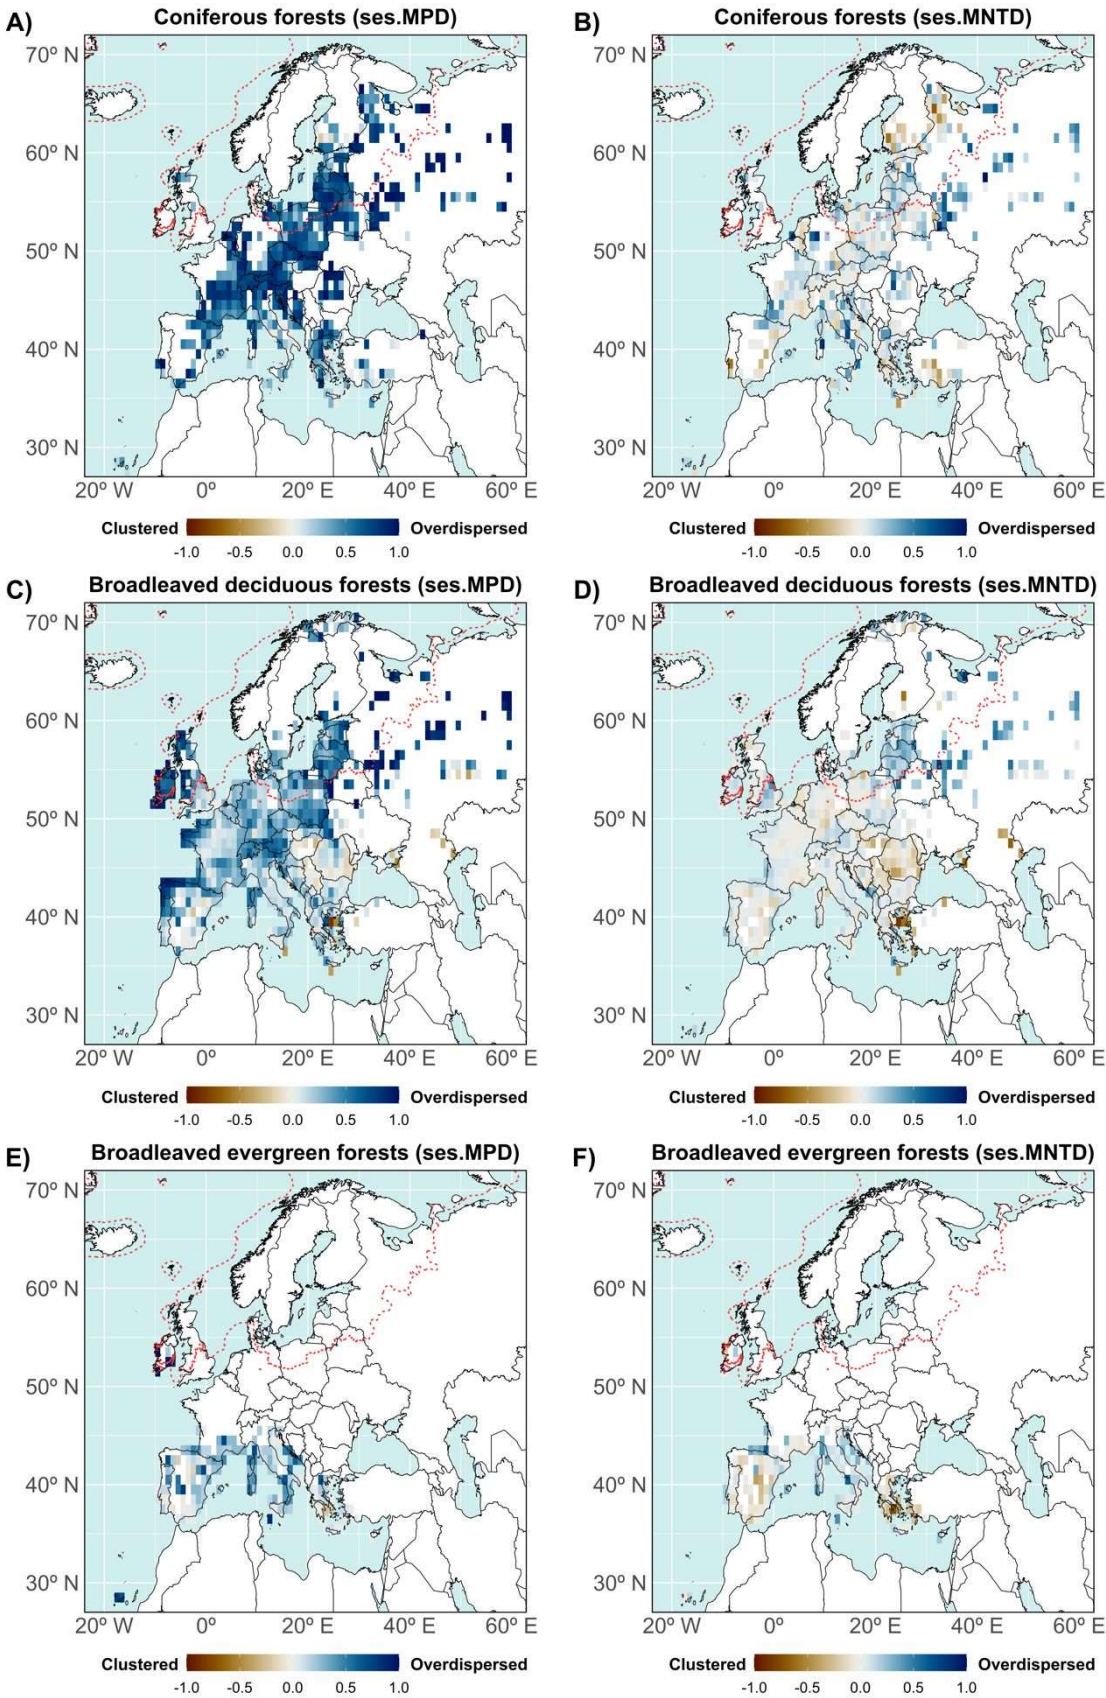 A) Coniferous forests (ses.MPD)
70º N
60º N
50º N
40º N
30º N
20º W 0º 20º E 40º E 60º E
Clustered Overdispersed
-1.0 -0.5 0.0 0.5 1.0
B) Coniferous forests (ses.MNTD)
70º N
60º N
50º N
40º N
30º N
20º W 0º 20º E 40º E 60º E
Clustered Overdispersed
-1.0 -0.5 0.0 0.5 1.0
C) Broadleaved deciduous forests (ses.MPD)
70º N
60º N
50º N
40º N
30º N
20º W 0º 20º E 40º E 60º E
Clustered Overdispersed
-1.0 -0.5 0.0 0.5 1.0
D) Broadleaved deciduous forests (ses.MNTD)
70º N
60º N
50º N
40º N
30º N
20º W 0º 20º E 40º E 60º E
Clustered Overdispersed
-1.0 -0.5 0.0 0.5 1.0
E) Broadleaved evergreen forests (ses.MPD)
70º N
60º N
50º N
40º N
30º N
20º W 0º 20º E 40º E 60º E
Clustered Overdispersed
-1.0 -0.5 0.0 0.5 1.0
F) Broadleaved evergreen forests (ses.MNTD)
70º N
60º N
50º N
40º N
30º N
20º W 0º 20º E 40º E 60º E
Clustered Overdispersed
-1.0 -0.5 0.0 0.5 1.0